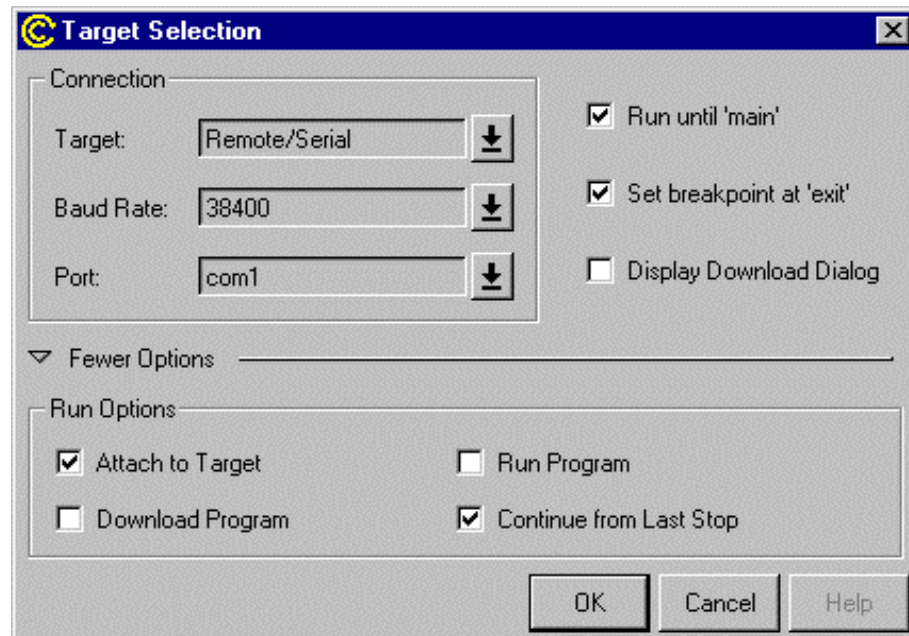 Target Selection
Connection
Target: Remote/Serial
Baud Rate: 38400
Port: com1
Run until 'main'
Set breakpoint at 'exit'
Display Download Dialog
Fewer Options
Run Options
Attach to Target
Run Program
Download Program
Continue from Last Stop
OK
Cancel
Help